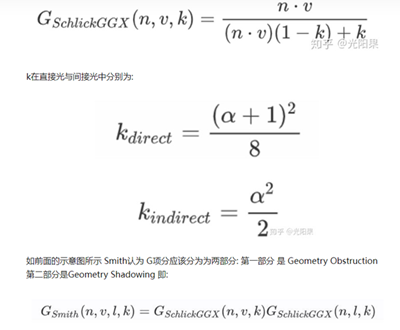 G_{SchlickGGX}(n, v, k) = \frac{n \cdot v}{(n \cdot v)(1 - k) + k}
知乎 @光阳果
k在直接光与间接光中分别为:
k_{direct} = \frac{(\alpha + 1)^2}{8}
k_{indirect} = \frac{\alpha^2}{2}
知乎
如前面的示意图所示 Smith认为 G项分应该分为为两部分: 第一部分 是 Geometry Obstruction
第二部分是Geometry Shadowing 即:
G_{Smith}(n, v, l, k) = G_{SchlickGGX}(n, v, k)G_{SchlickGGX}(n, l, k)